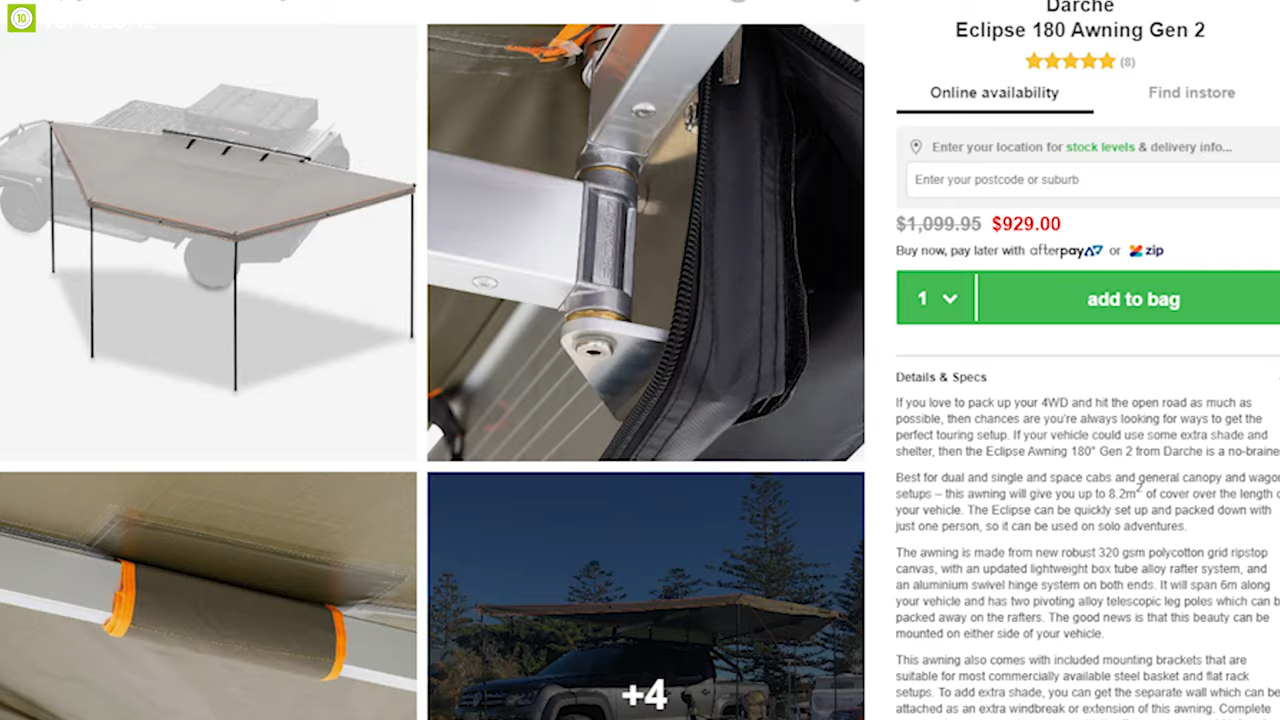 10
Darche
Eclipse 180 Awning Gen 2
(8)
Online availability
Find instore
Enter your location for stock levels & delivery info...
Enter your postcode or suburb
$1,099.95 $929.00
Buy now, pay later with afterpay or zip
1
add to bag
Details & Specs
If you love to pack up your 4WD and hit the open road as much as
possible, then chances are you're always looking for ways to get the
perfect touring setup. If your vehicle could use some extra shade and
shelter, then the Eclipse Awning 180° Gen 2 from Darche is a no-braine
Best for dual and single and space cabs and general canopy and wagon
setups – this awning will give you up to 8.2m² of cover over the length
your vehicle. The Eclipse can be quickly set up and packed down with
just one person, so it can be used on solo adventures.
The awning is made from new robust 320 gsm polycotton grid ripstop
canvas, with an updated lightweight box tube alloy rafter system, and
an aluminium swivel hinge system on both ends. It will span 6m along
your vehicle and has two pivoting alloy telescopic leg poles which can b
packed away on the rafters. The good news is that this beauty can be
mounted on either side of your vehicle.
This awning also comes with included mounting brackets that are
suitable for most commercially available steel basket and flat rack
setups. To add extra shade, you can get the separate wall which can be
attached as an extra windbreak or extension of this awning. Complete
+4